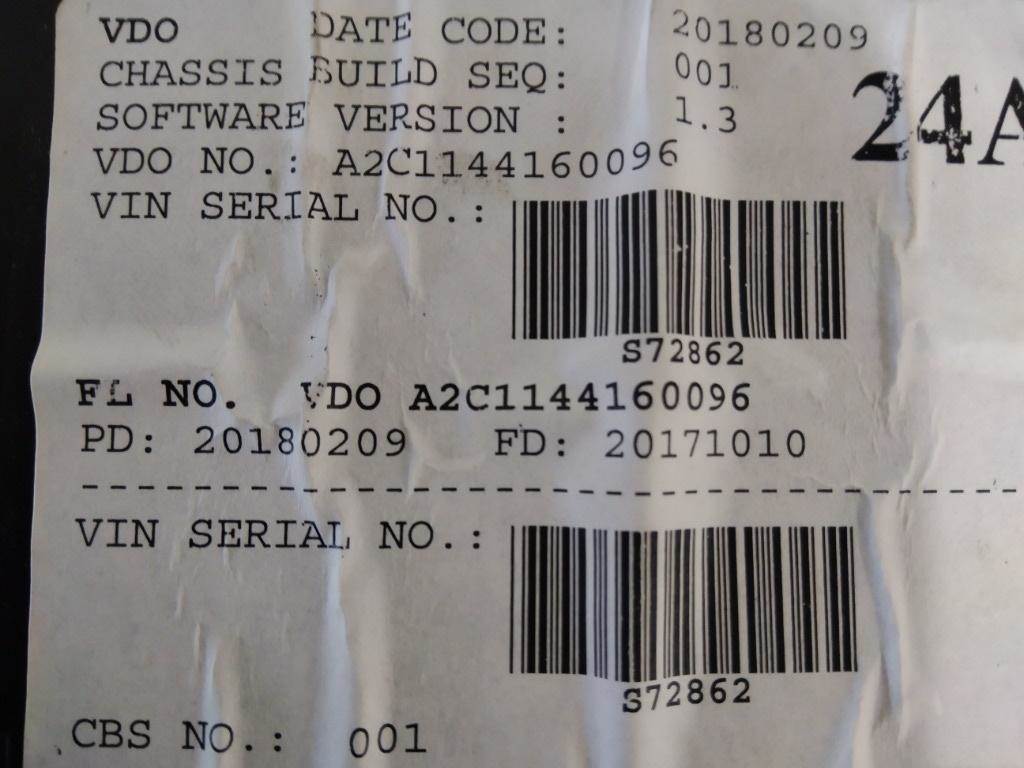 VDO DATE CODE: 20180209
CHASSIS BUILD SEQ: 001
SOFTWARE VERSION : 1.3
24A
VDO NO.: A2C1144160096
VIN SERIAL NO.:
S72862
FL NO. VDO A2C1144160096
PD: 20180209 FD: 20171010
--------------------------------------------------
VIN SERIAL NO.:
S72862
CBS NO.: 001